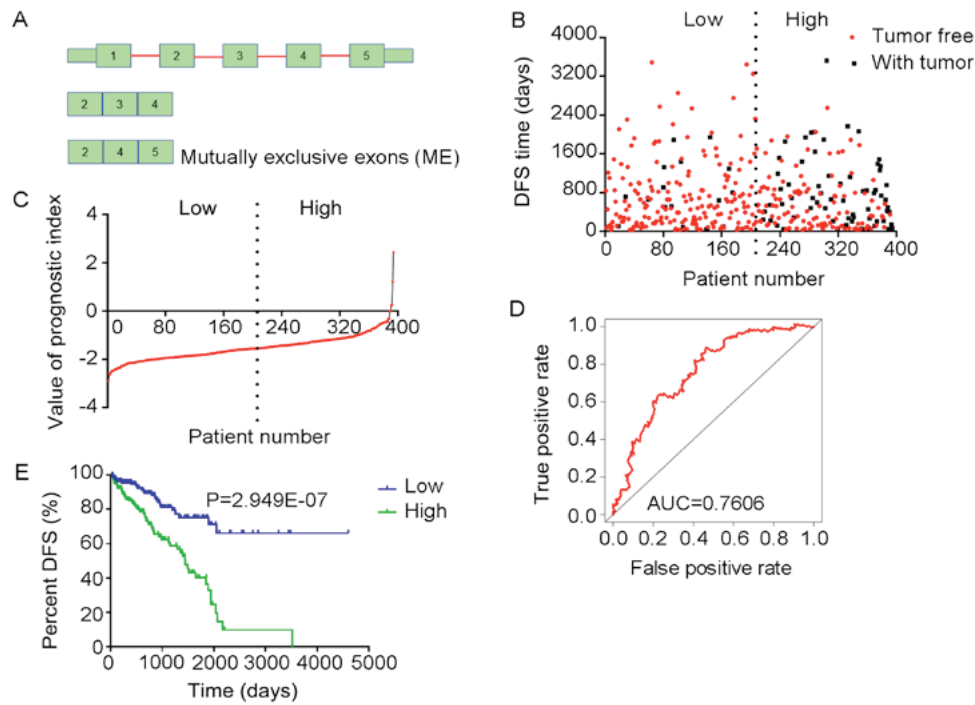 A
1 2 3 4 5
2 3 4
2 4 5 Mutually exclusive exons (ME)
B
Low High
Tumor free
With tumor
DFS time (days)
4000
3200
2400
1600
800
0
0 80 160 240 320 400
Patient number
C
Low High
Value of prognostic index
4
2
0
-2
-4
0 80 160 240 320 400
Patient number
D
True positive rate
1.0
0.8
0.6
0.4
0.2
0.0
AUC=0.7606
0.0 0.2 0.4 0.6 0.8 1.0
False positive rate
E
Percent DFS (%)
100
80
60
40
20
0
P=2.949E-07
Low
High
0 1000 2000 3000 4000 5000
Time (days)